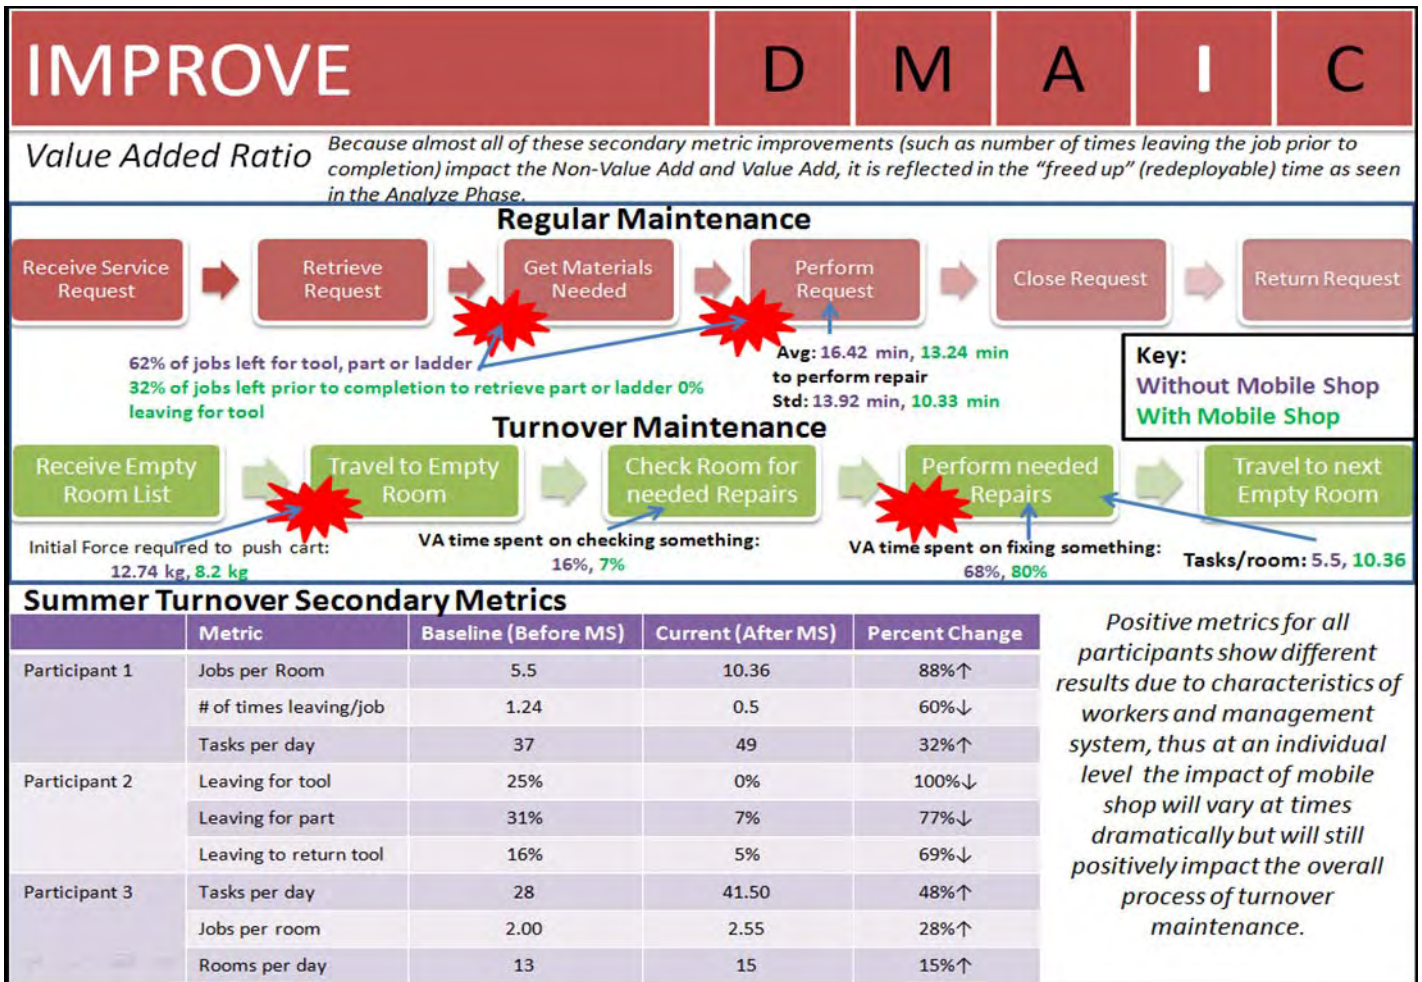 IMPROVE
D M A I C
Value Added Ratio
Because almost all of these secondary metric improvements (such as number of times leaving the job prior to
completion) impact the Non-Value Add and Value Add, it is reflected in the “freed up” (redeployable) time as seen
in the Analyze Phase.
Regular Maintenance
Receive Service
Request
Retrieve
Request
Get Materials
Needed
Perform
Request
Close Request
Return Request
62% of jobs left for tool, part or ladder
32% of jobs left prior to completion to retrieve part or ladder 0%
leaving for tool
Avg: 16.42 min, 13.24 min
to perform repair
Std: 13.92 min, 10.33 min
Key:
Without Mobile Shop
With Mobile Shop
Turnover Maintenance
Receive Empty
Room List
Travel to Empty
Room
Check Room for
needed Repairs
Perform needed
Repairs
Travel to next
Empty Room
Initial Force required to push cart:
12.74 kg, 8.2 kg
VA time spent on checking something:
16%, 7%
VA time spent on fixing something:
68%, 80%
Tasks/room: 5.5, 10.36
Summer Turnover Secondary Metrics
Metric Baseline (Before MS) Current (After MS) Percent Change
Participant 1 Jobs per Room 5.5 10.36 88%↑
# of times leaving/job 1.24 0.5 60%↓
Tasks per day 37 49 32%↑
Participant 2 Leaving for tool 25% 0% 100%↓
Leaving for part 31% 7% 77%↓
Leaving to return tool 16% 5% 69%↓
Participant 3 Tasks per day 28 41.50 48%↑
Jobs per room 2.00 2.55 28%↑
Rooms per day 13 15 15%↑
Positive metrics for all
participants show different
results due to characteristics of
workers and management
system, thus at an individual
level the impact of mobile
shop will vary at times
dramatically but will still
positively impact the overall
process of turnover
maintenance.